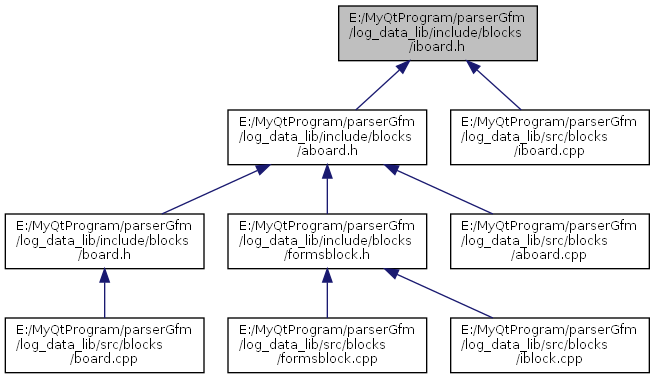 E:/MyQtProgram/parserGfm
/log_data_lib/include/blocks
/iboard.h
E:/MyQtProgram/parserGfm
/log_data_lib/include/blocks
/aboard.h
E:/MyQtProgram/parserGfm
/log_data_lib/src/blocks
/iboard.cpp
E:/MyQtProgram/parserGfm
/log_data_lib/include/blocks
/board.h
E:/MyQtProgram/parserGfm
/log_data_lib/include/blocks
/formsblock.h
E:/MyQtProgram/parserGfm
/log_data_lib/src/blocks
/aboard.cpp
E:/MyQtProgram/parserGfm
/log_data_lib/src/blocks
/board.cpp
E:/MyQtProgram/parserGfm
/log_data_lib/src/blocks
/formsblock.cpp
E:/MyQtProgram/parserGfm
/log_data_lib/src/blocks
/iblock.cpp